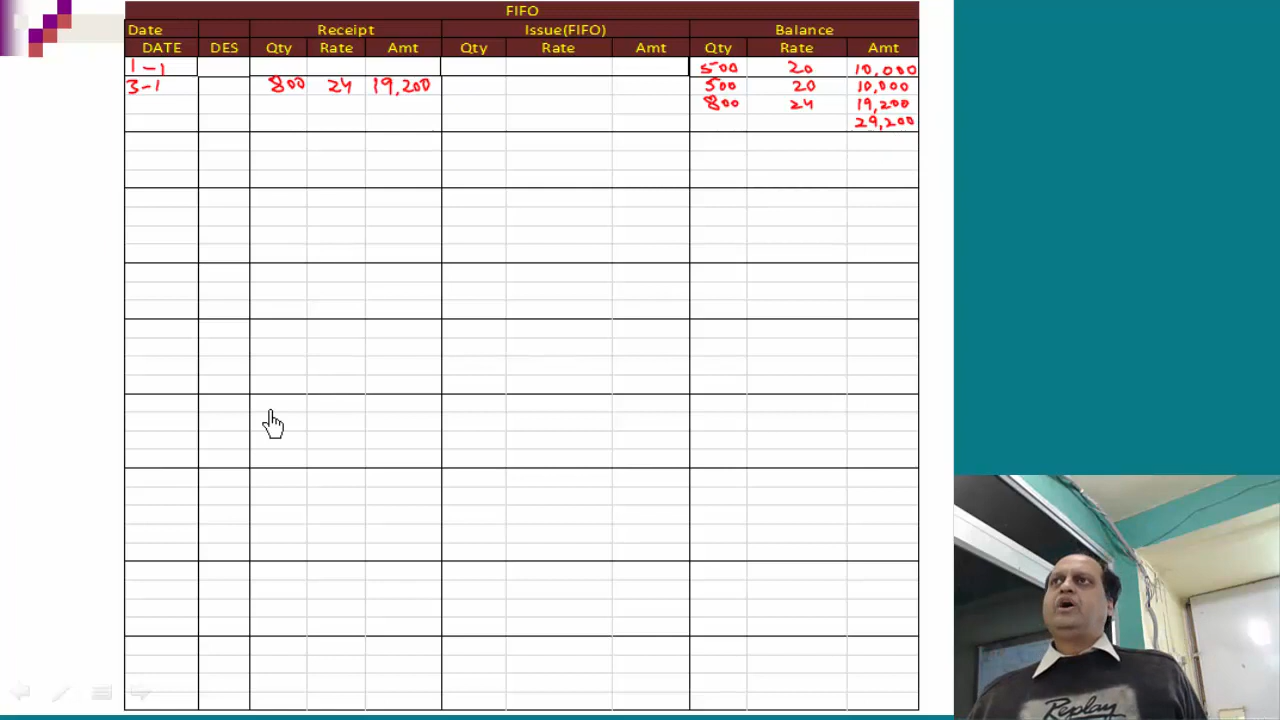 FIFO
Date Receipt Issue(FIFO) Balance
DATE DES Qty Rate Amt Qty Rate Amt Qty Rate Amt
1-1 500 20 10,000
3-1 800 24 19,200 500 20 10,000
800 24 19,200
29,200
Replay